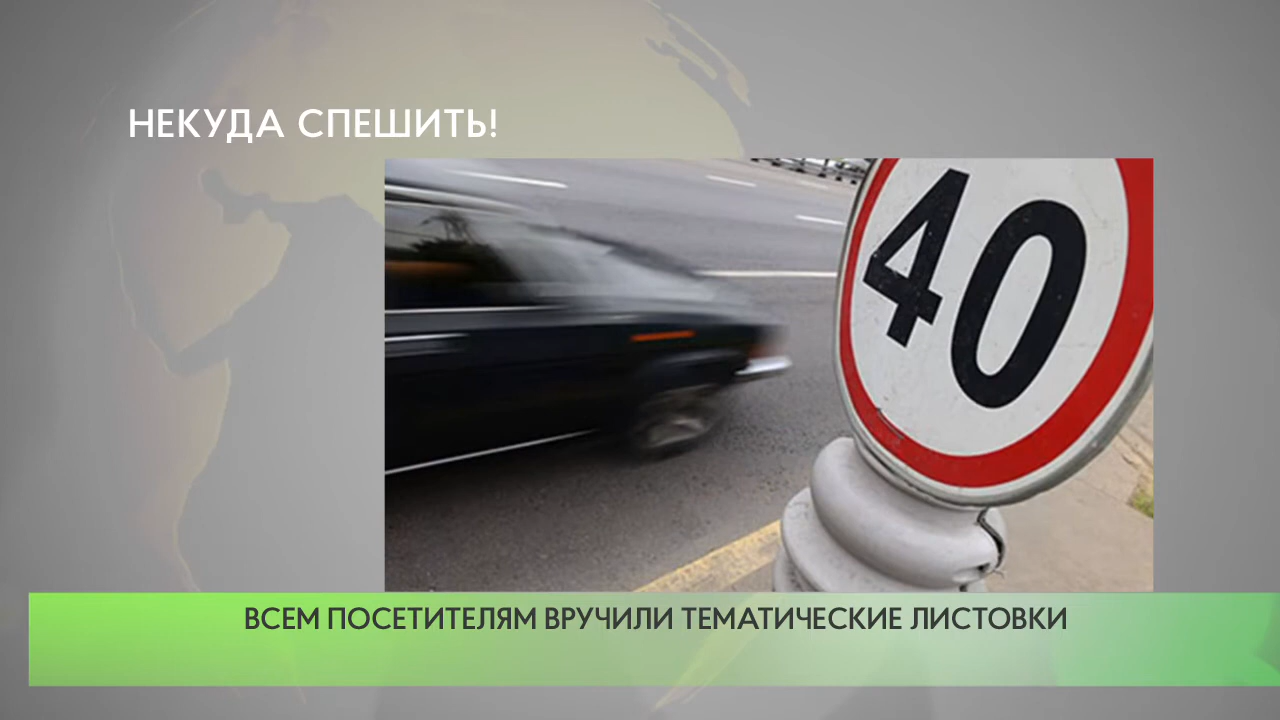 НЕКУДА СПЕШИТЬ!
40
ВСЕМ ПОСЕТИТЕЛЯМ ВРУЧИЛИ ТЕМАТИЧЕСКИЕ ЛИСТОВКИ